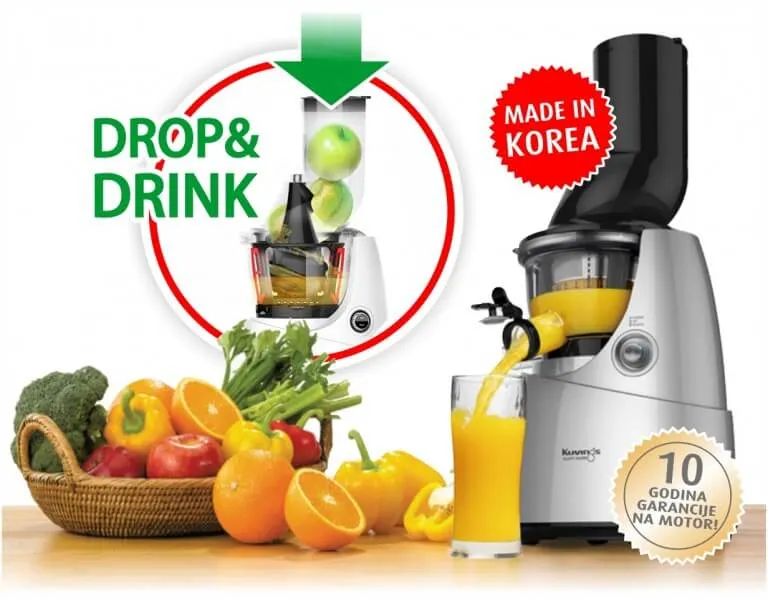 DROP&
DRINK
MADE IN
KOREA
Kuvings
10
GODINA
GARANCIJE
NA MOTOR!